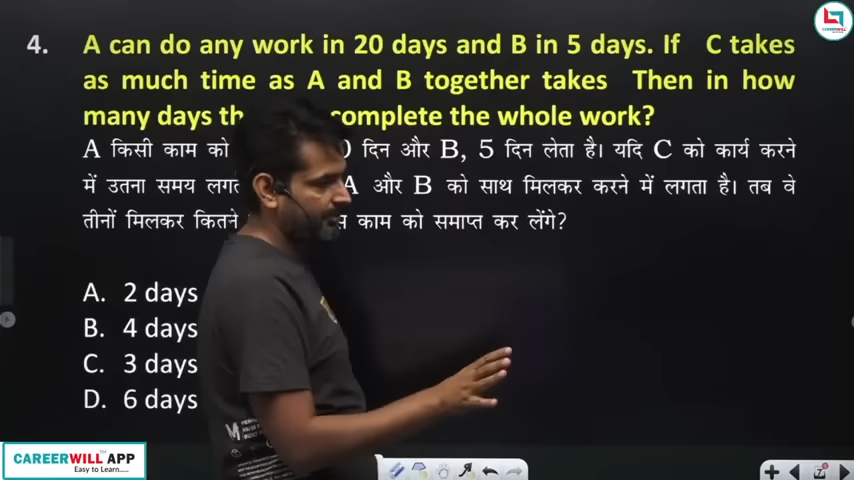 4. A can do any work in 20 days and B in 5 days. If C takes
as much time as A and B together takes Then in how
many days complete the whole work?
A किसी काम को दिन और B, 5 दिन लेता है। यदि C को कार्य करने
में उतना समय A और B को साथ मिलकर करने में लगता है। तब वे
तीनों मिलकर कितने काम को समाप्त कर लेंगे?
A. 2 days
B. 4 days
C. 3 days
D. 6 days
CAREERWILL APP
Easy to Learn.....